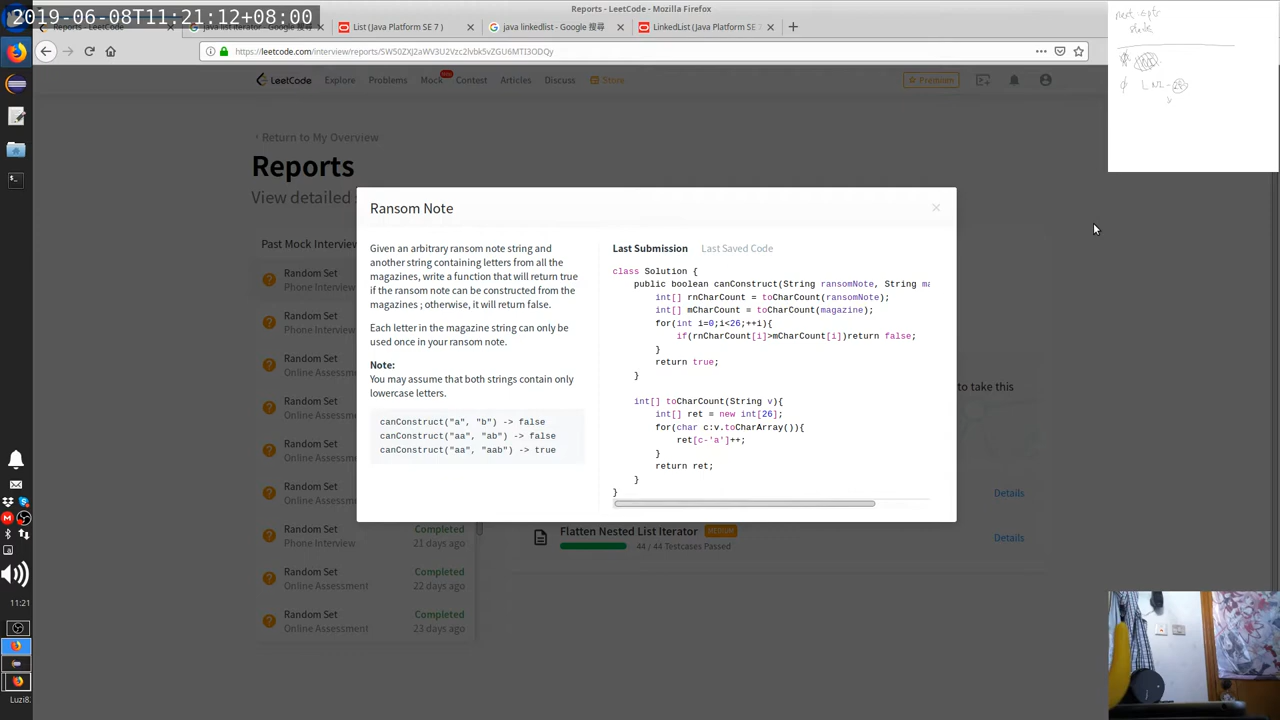 2019-06-08T11:21:12+08:00
Reports - LeetCode - Mozilla Firefox
Reports - LeetCode
java list iterator - Google 搜尋
List (Java Platform SE 7 )
java linkedlist - Google 搜尋
LinkedList (Java Platform SE
https://leetcode.com/interview/reports/SW50ZXJ2aWV3U2Vzc2lvbk5vZGU6MTI3ODQy
LeetCode Explore Problems Mock Contest Articles Discuss Store Premium
Return to My Overview
Reports
View detailed s
Past Mock Interview
Random Set
Phone Interview
Random Set
Phone Interview
Random Set
Online Assessment
Random Set
Online Assessment
Random Set
Online Assessment
Random Set
Online Assessment
Random Set
Completed
Phone Interview
21 days ago
Random Set
Completed
Online Assessment
22 days ago
Random Set
Completed
Online Assessment
23 days ago
Ransom Note
Given an arbitrary ransom note string and
another string containing letters from all the
magazines, write a function that will return true
if the ransom note can be constructed from the
magazines ; otherwise, it will return false.
Each letter in the magazine string can only be
used once in your ransom note.
Note:
You may assume that both strings contain only
lowercase letters.
canConstruct("a", "b") -> false
canConstruct("aa", "ab") -> false
canConstruct("aa", "aab") -> true
Last Submission Last Saved Code
class Solution {
public boolean canConstruct(String ransomNote, String ma
int[] rnCharCount = toCharCount(ransomNote);
int[] mCharCount = toCharCount(magazine);
for(int i=0;i<26;++i){
if(rnCharCount[i]>mCharCount[i])return false;
}
return true;
}
int[] toCharCount(String v){
int[] ret = new int[26];
for(char c:v.toCharArray()){
ret[c-'a']++;
}
return ret;
}
}
to take this
Details
Flatten Nested List Iterator MEDIUM
44 / 44 Testcases Passed
Details
11:21